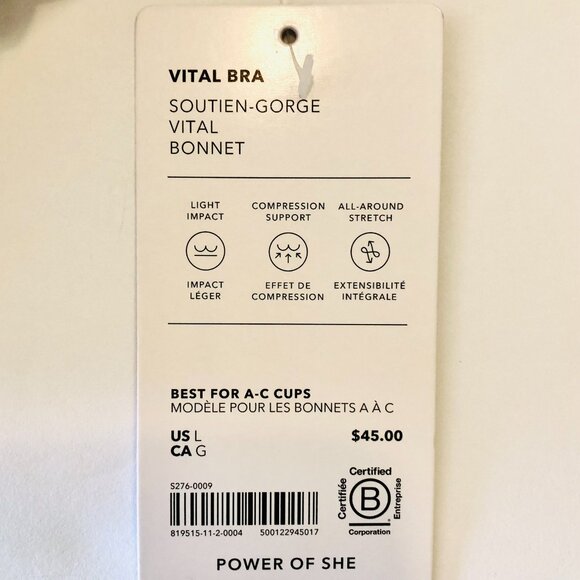 VITAL BRA
SOUTIEN-GORGE
VITAL
BONNET
LIGHT
IMPACT
COMPRESSION
SUPPORT
ALL-AROUND
STRETCH
IMPACT
LÉGER
EFFET DE
COMPRESSION
EXTENSIBILITÉ
INTÉGRALE
BEST FOR A-C CUPS
MODÈLE POUR LES BONNETS A À C
US L $45.00
CA G
S276-0009
819515-11-2-0004 500122945017
Certified
Certifiée
B
Entreprise
Corporation
POWER OF SHE